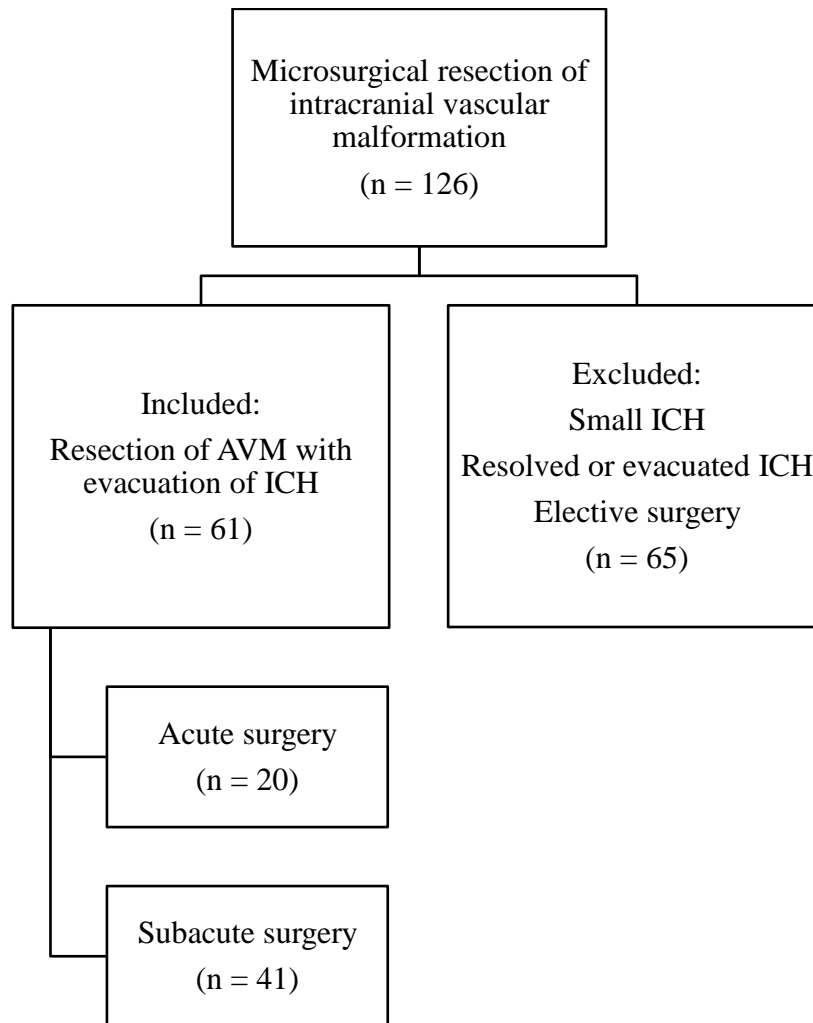 Microsurgical resection of
intracranial vascular
malformation
(n = 126)
Included:
Resection of AVM with
evacuation of ICH
(n = 61)
Excluded:
Small ICH
Resolved or evacuated ICH
Elective surgery
(n = 65)
Acute surgery
(n = 20)
Subacute surgery
(n = 41)